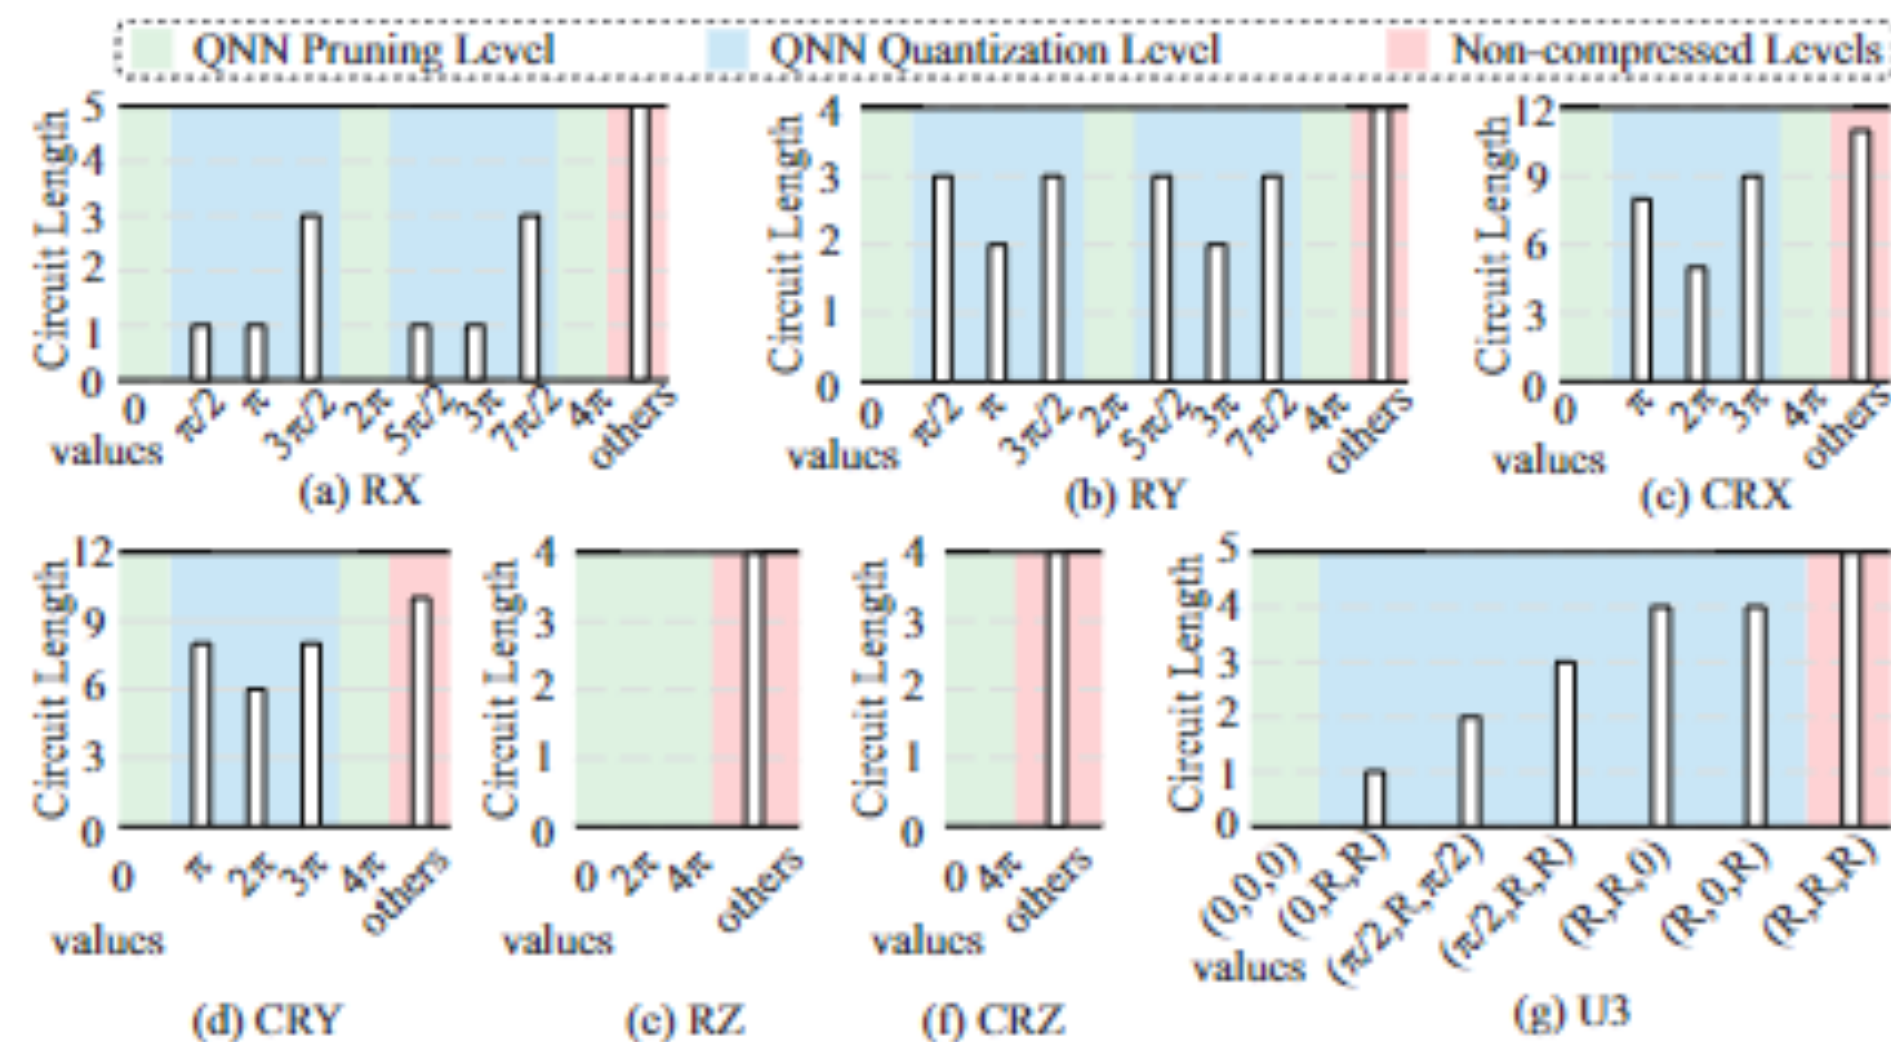 QNN Pruning Level QNN Quantization Level Non-compressed Levels
Circuit Length
5
4
3
2
1
0
0 π/2 π 3π/2 2π 5π/2 3π 7π/2 4π others
values
(a) RX
Circuit Length
4
3
2
1
0
0 π/2 π 3π/2 2π 5π/2 3π 7π/2 4π others
values
(b) RY
Circuit Length
12
9
6
3
0
0 π 2π 3π 4π others
values
(c) CRX
Circuit Length
12
9
6
3
0
0 π 2π 3π 4π others
values
(d) CRY
Circuit Length
4
3
2
1
0
0 2π 4π others
values
(e) RZ
Circuit Length
4
3
2
1
0
0 4π others
values
(f) CRZ
Circuit Length
5
4
3
2
1
0
(0,0,0) (0,R,R) (π/2,R,π/2) (π/2,R,R) (R,R,0) (R,0,R) (R,R,R)
values
(g) U3